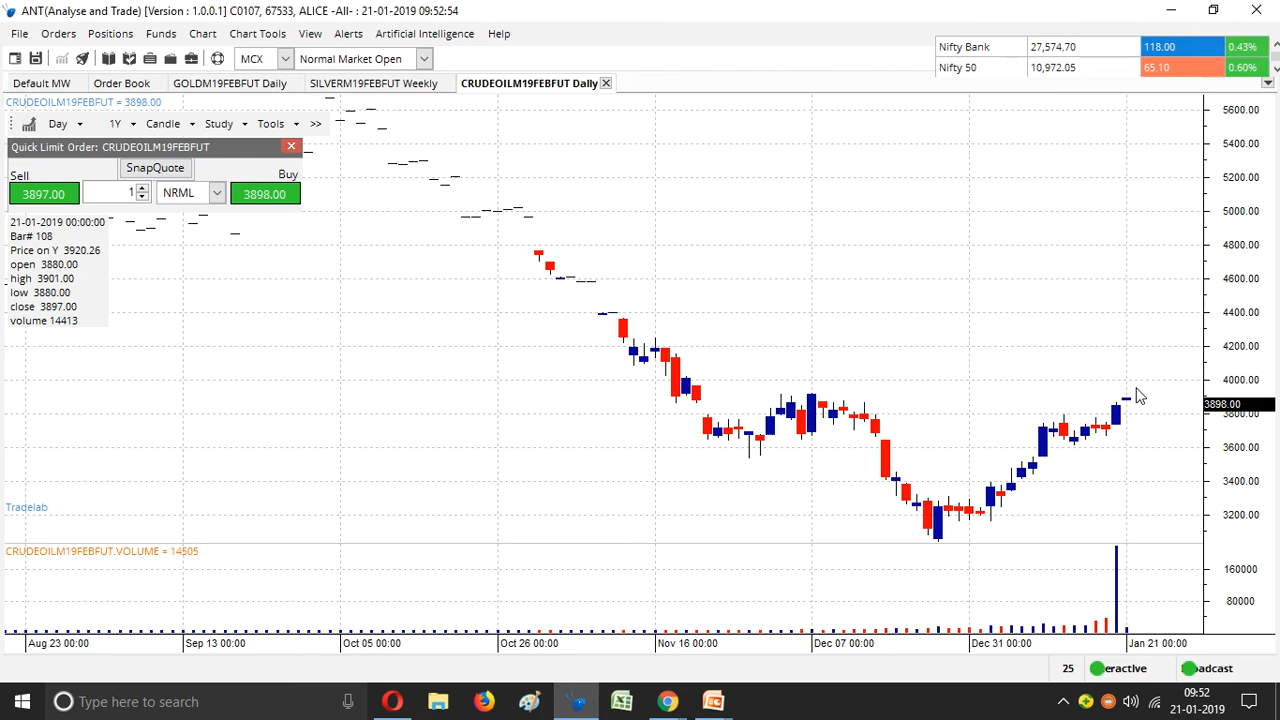 ANT(Analyse and Trade) [Version : 1.0.0.1] C0107, 67533, ALICE -All- : 21-01-2019 09:52:54
File Orders Positions Funds Chart Chart Tools View Alerts Artificial Intelligence Help
MCX Normal Market Open
Nifty Bank 27,574.70 118.00 0.43%
Nifty 50 10,972.05 65.10 0.60%
Default MW Order Book GOLDM19FEBFUT Daily SILVERM19FEBFUT Weekly CRUDEOILM19FEBFUT Daily
CRUDEOILM19FEBFUT = 3898.00
Day 1Y Candle Study Tools >>
Quick Limit Order: CRUDEOILM19FEBFUT
SnapQuote
Sell Buy
3897.00 1 NRML 3898.00
21-01-2019 00:00:00
Bar# 108
Price on Y 3920.26
open 3880.00
high 3901.00
low 3880.00
close 3897.00
volume 14413
5600.00
5400.00
5200.00
5000.00
4800.00
4600.00
4400.00
4200.00
4000.00
3898.00
3800.00
3600.00
3400.00
3200.00
Tradelab
CRUDEOILM19FEBFUT.VOLUME = 14505
160000
80000
Aug 23 00:00 Sep 13 00:00 Oct 05 00:00 Oct 26 00:00 Nov 16 00:00 Dec 07 00:00 Dec 31 00:00 Jan 21 00:00
25 eractive oadcast
Type here to search
09:52
21-01-2019